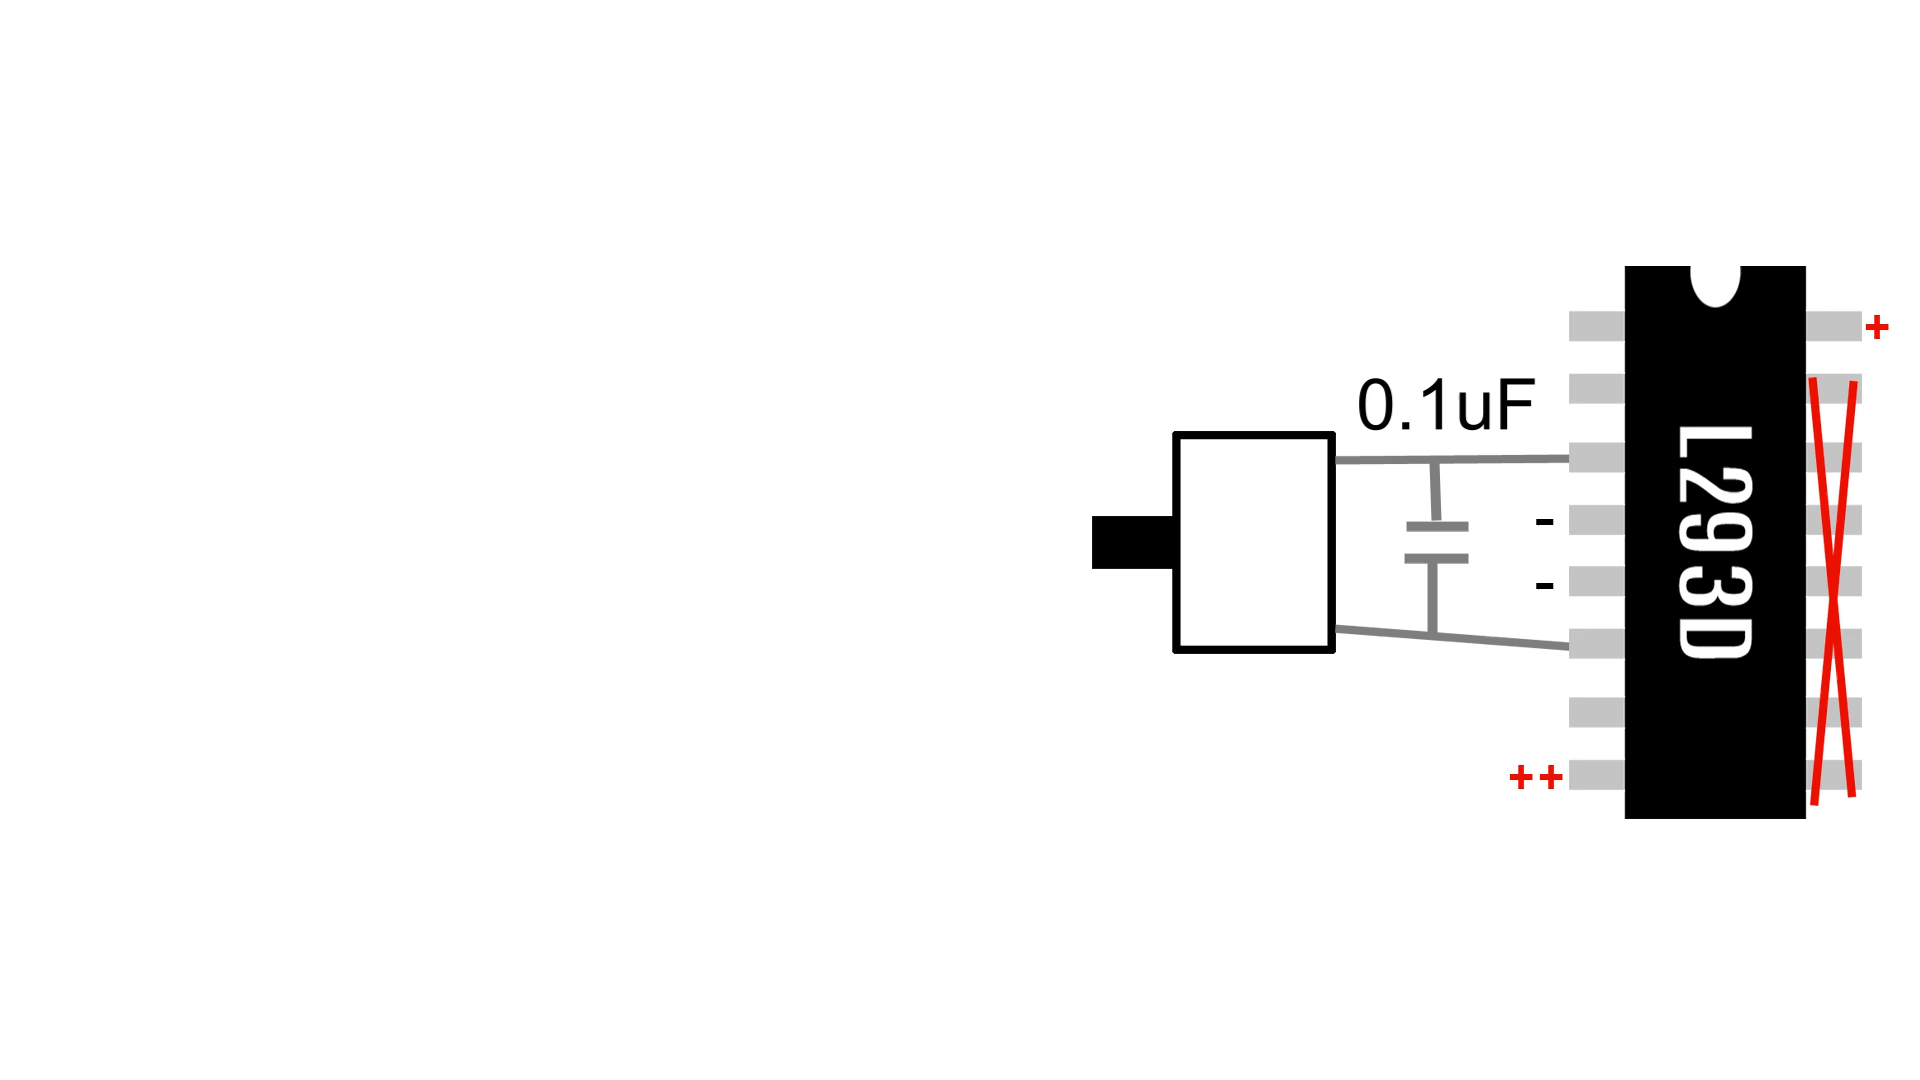 +
0.1uF
L293D
-
-
++